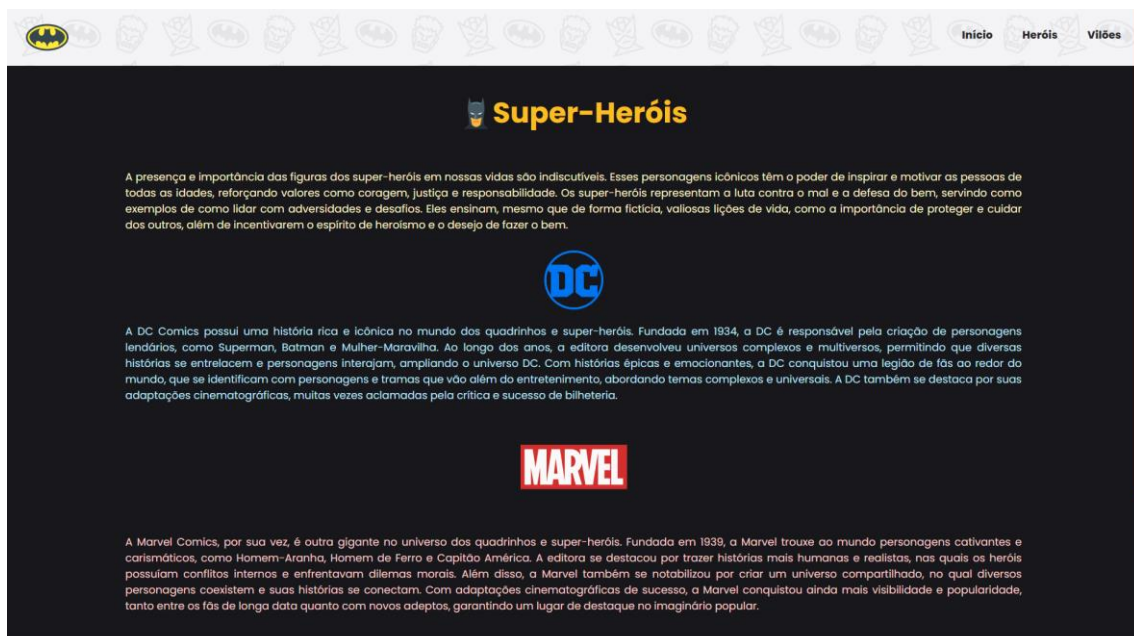 Início Heróis Vilões
Super-Heróis
A presença e importância das figuras dos super-heróis em nossas vidas são indiscutíveis. Esses personagens icônicos têm o poder de inspirar e motivar as pessoas de
todas as idades, reforçando valores como coragem, justiça e responsabilidade. Os super-heróis representam a luta contra o mal e a defesa do bem, servindo como
exemplos de como lidar com adversidades e desafios. Eles ensinam, mesmo que de forma fictícia, valiosas lições de vida, como a importância de proteger e cuidar
dos outros, além de incentivarem o espírito de heroísmo e o desejo de fazer o bem.
DC
A DC Comics possui uma história rica e icônica no mundo dos quadrinhos e super-heróis. Fundada em 1934, a DC é responsável pela criação de personagens
lendários, como Superman, Batman e Mulher-Maravilha. Ao longo dos anos, a editora desenvolveu universos complexos e multiversos, permitindo que diversas
histórias se entrelacem e personagens interajam, ampliando o universo DC. Com histórias épicas e emocionantes, a DC conquistou uma legião de fãs ao redor do
mundo, que se identificam com personagens e tramas que vão além do entretenimento, abordando temas complexos e universais. A DC também se destaca por suas
adaptações cinematográficas, muitas vezes aclamadas pela crítica e sucesso de bilheteria.
MARVEL
A Marvel Comics, por sua vez, é outra gigante no universo dos quadrinhos e super-heróis. Fundada em 1939, a Marvel trouxe ao mundo personagens cativantes e
carismáticos, como Homem-Aranha, Homem de Ferro e Capitão América. A editora se destacou por trazer histórias mais humanas e realistas, nas quais os heróis
possuíam conflitos internos e enfrentavam dilemas morais. Além disso, a Marvel também se notabilizou por criar um universo compartilhado, no qual diversos
personagens coexistem e suas histórias se conectam. Com adaptações cinematográficas de sucesso, a Marvel conquistou ainda mais visibilidade e popularidade,
tanto entre os fãs de longa data quanto com novos adeptos, garantindo um lugar de destaque no imaginário popular.